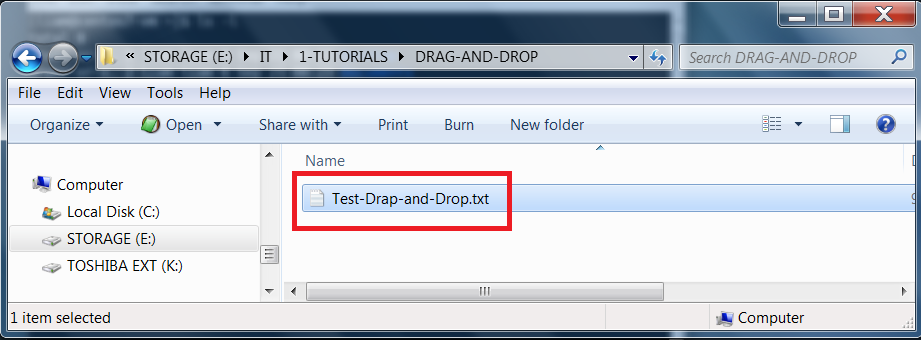 « STORAGE (E:) ▸ IT ▸ 1-TUTORIALS ▸ DRAG-AND-DROP
Search DRAG-AND-DROP
File Edit View Tools Help
Organize Open Share with Print Burn New folder
Name
Computer
Local Disk (C:)
STORAGE (E:)
TOSHIBA EXT (K:)
Test-Drap-and-Drop.txt
1 item selected
Computer